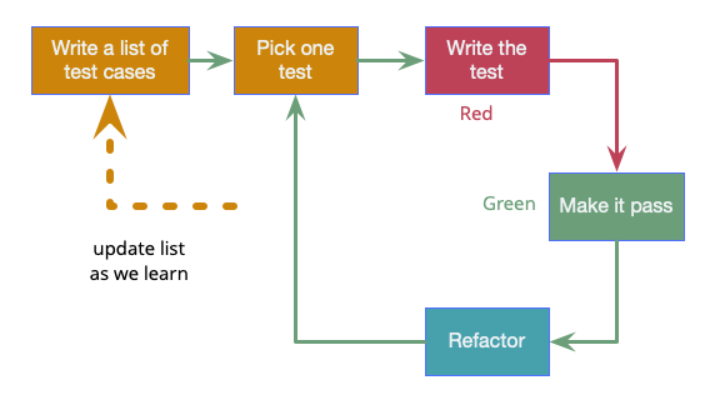 Write a list of
test cases
Pick one
test
Write the
test
Red
Green
Make it pass
update list
as we learn
Refactor